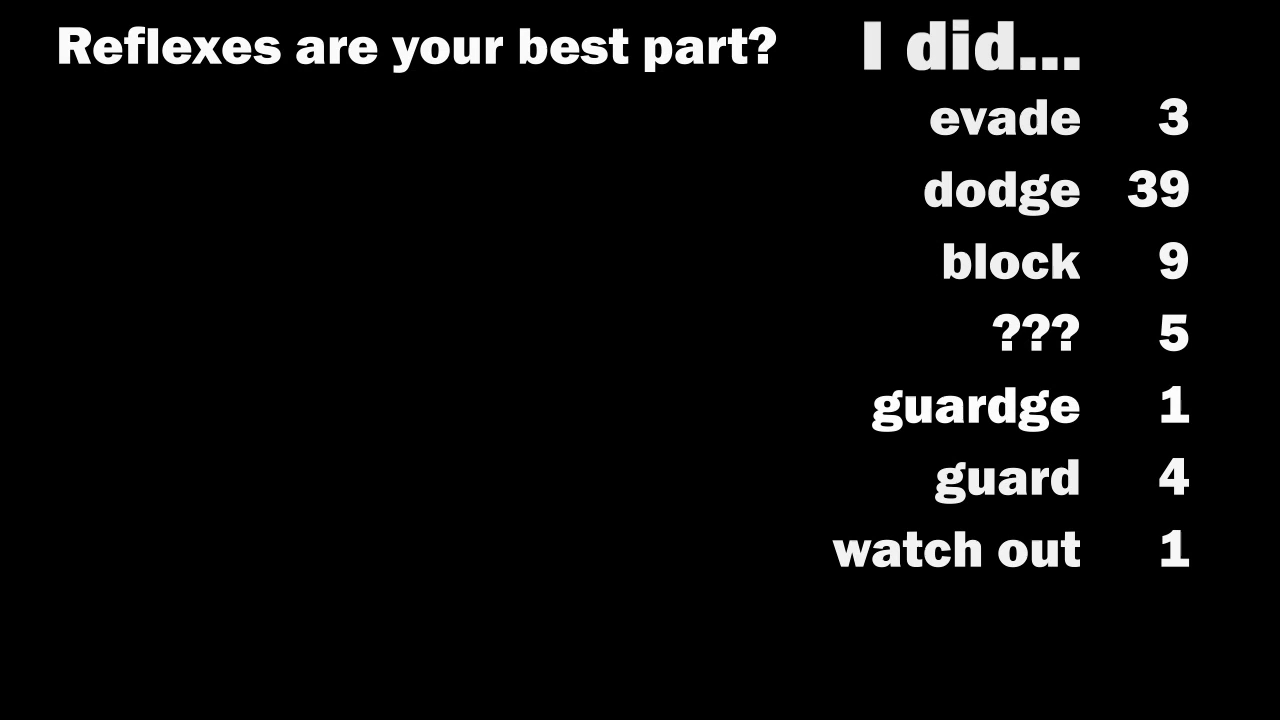 Reflexes are your best part?
I did...
evade 3
dodge 39
block 9
??? 5
guardge 1
guard 4
watch out 1